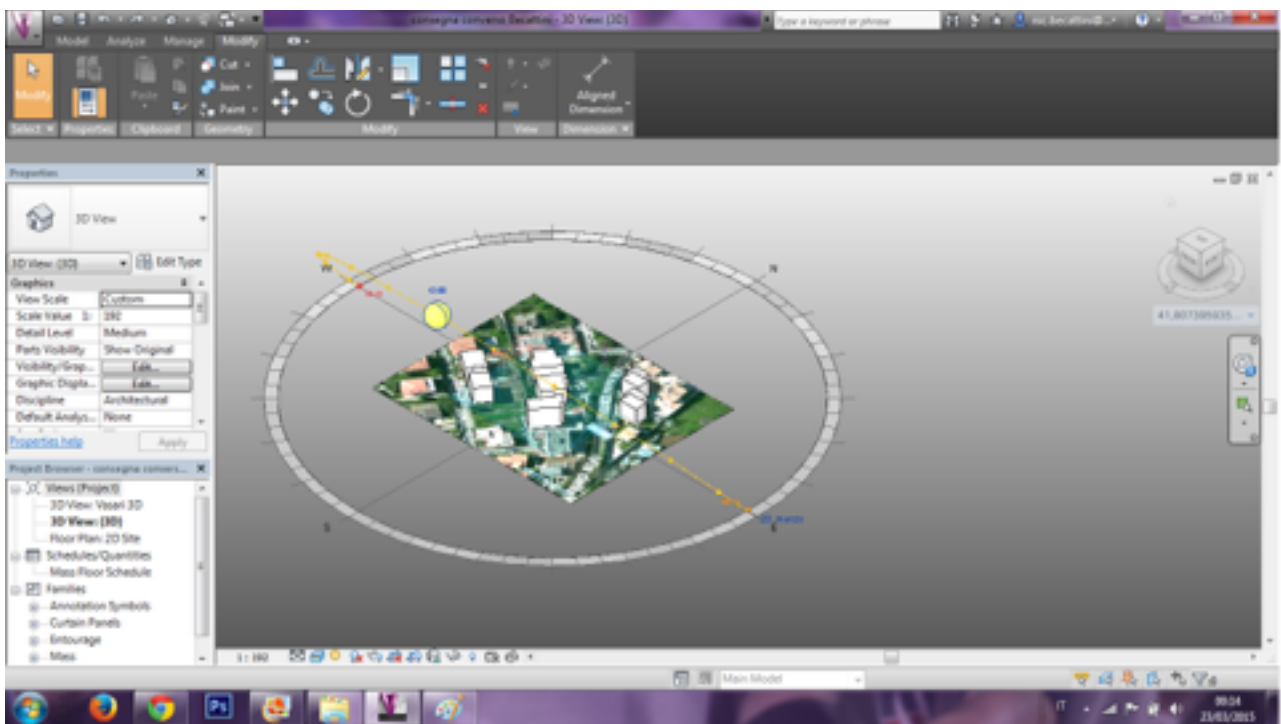 consegna converso Becattini - 3D View: {3D}
Type a keyword or phrase
Model Analyze Manage Modify
Modify
Paste
Cut
Join
Paint
Aligned
Dimension
Select Properties Clipboard Geometry Modify View Dimension
Properties
3D View
3D View: {3D} Edit Type
Graphics
View Scale Custom
Scale Value 1: 192
Detail Level Medium
Parts Visibility Show Original
Visibility/Grap... Edit...
Graphic Displa... Edit...
Discipline Architectural
Default Analys... None
Properties help Apply
Project Browser - consegna convers...
Views (Project)
3D View: Vasari 3D
3D View: {3D}
Floor Plan: 2D Site
Schedules/Quantities
Mass Floor Schedule
Families
Annotation Symbols
Curtain Panels
Entourage
Mass
W
N
S
E
1 : 192
Main Model
Ps
IT
23/03/2015